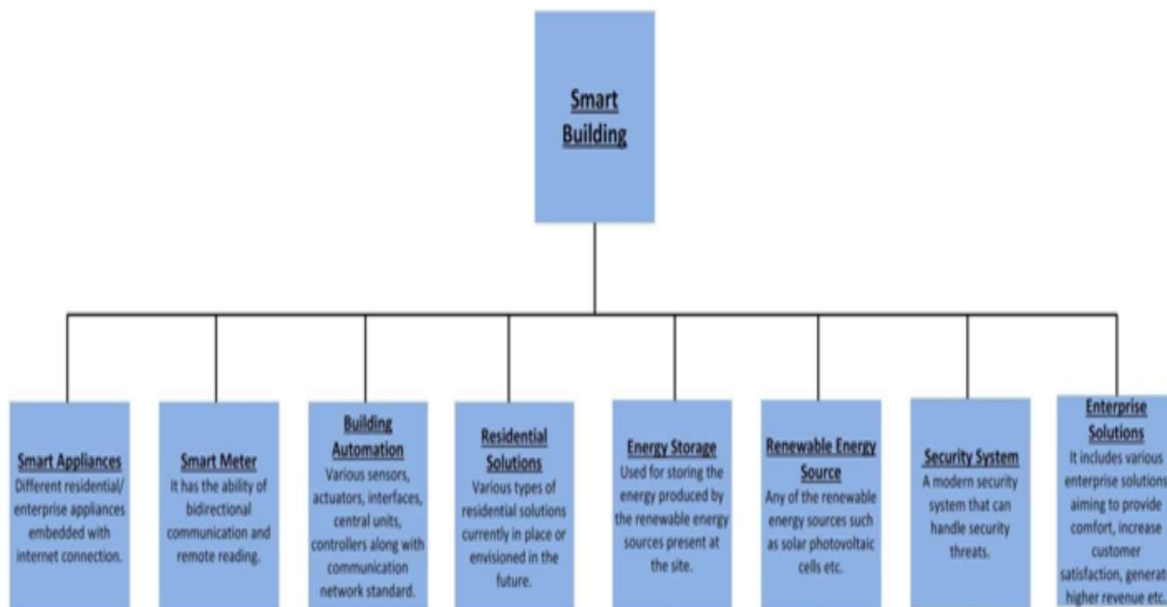 Smart
Building
Smart Appliances
Different residential/
enterprise appliances
embedded with
internet connection.
Smart Meter
It has the ability of
bidirectional
communication and
remote reading.
Building
Automation
Various sensors,
actuators, interfaces,
central units,
controllers along with
communication
network standard.
Residential
Solutions
Various types of
residential solutions
currently in place or
envisioned in the
future.
Energy Storage
Used for storing the
energy produced by
the renewable energy
sources present at
the site.
Renewable Energy
Source
Any of the renewable
energy sources such
as solar photovoltaic
cells etc.
Security System
A modern security
system that can
handle security
threats.
Enterprise
Solutions
It includes various
enterprise solutions
aiming to provide
comfort, increase
customer
satisfaction, generate
higher revenue etc.